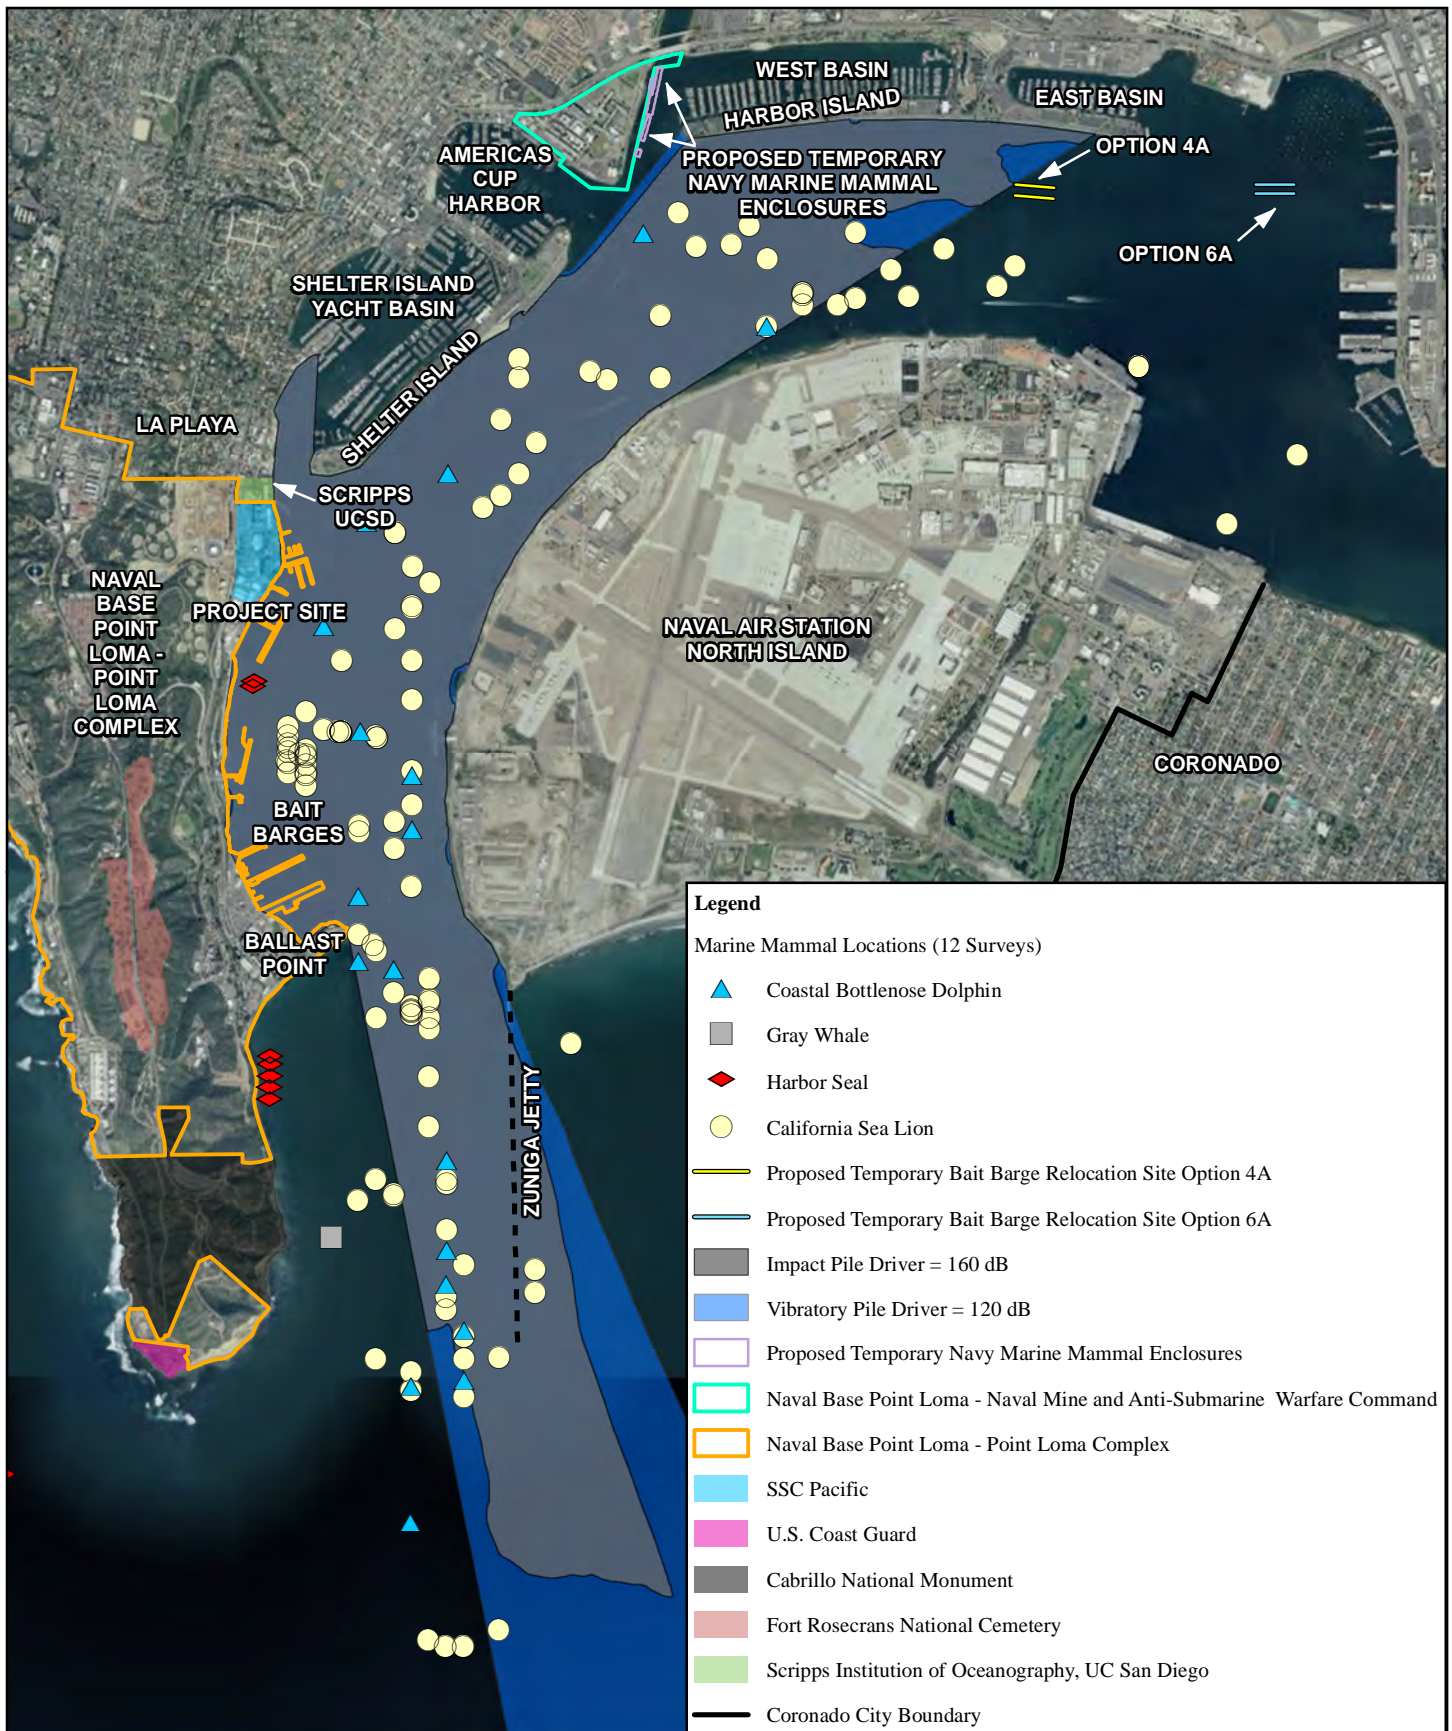 WEST BASIN
HARBOR ISLAND
EAST BASIN
AMERICAS
CUP
HARBOR
PROPOSED TEMPORARY
NAVY MARINE MAMMAL
ENCLOSURES
OPTION 4A
OPTION 6A
SHELTER ISLAND
YACHT BASIN
SHELTER ISLAND
LA PLAYA
SCRIPPS
UCSD
NAVAL
BASE
POINT
LOMA -
POINT
LOMA
COMPLEX
PROJECT SITE
NAVAL AIR STATION
NORTH ISLAND
CORONADO
BAIT
BARGES
BALLAST
POINT
ZUNIGA JETTY
Legend
Marine Mammal Locations (12 Surveys)
Coastal Bottlenose Dolphin
Gray Whale
Harbor Seal
California Sea Lion
Proposed Temporary Bait Barge Relocation Site Option 4A
Proposed Temporary Bait Barge Relocation Site Option 6A
Impact Pile Driver = 160 dB
Vibratory Pile Driver = 120 dB
Proposed Temporary Navy Marine Mammal Enclosures
Naval Base Point Loma - Naval Mine and Anti-Submarine Warfare Command
Naval Base Point Loma - Point Loma Complex
SSC Pacific
U.S. Coast Guard
Cabrillo National Monument
Fort Rosecrans National Cemetery
Scripps Institution of Oceanography, UC San Diego
Coronado City Boundary